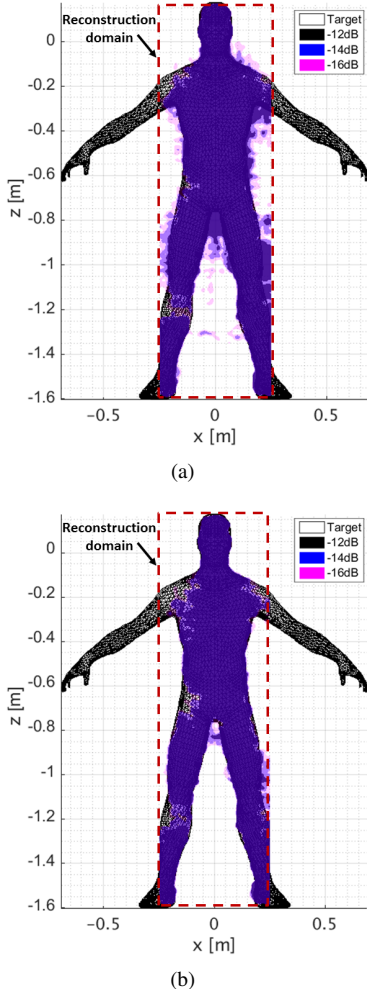 Reconstruction
domain
Target
-12dB
-14dB
-16dB
0
-0.2
-0.4
-0.6
-0.8
-1
-1.2
-1.4
-1.6
z [m]
-0.5
0
0.5
x [m]
(a)
Reconstruction
domain
Target
-12dB
-14dB
-16dB
0
-0.2
-0.4
-0.6
-0.8
-1
-1.2
-1.4
-1.6
z [m]
-0.5
0
0.5
x [m]
(b)